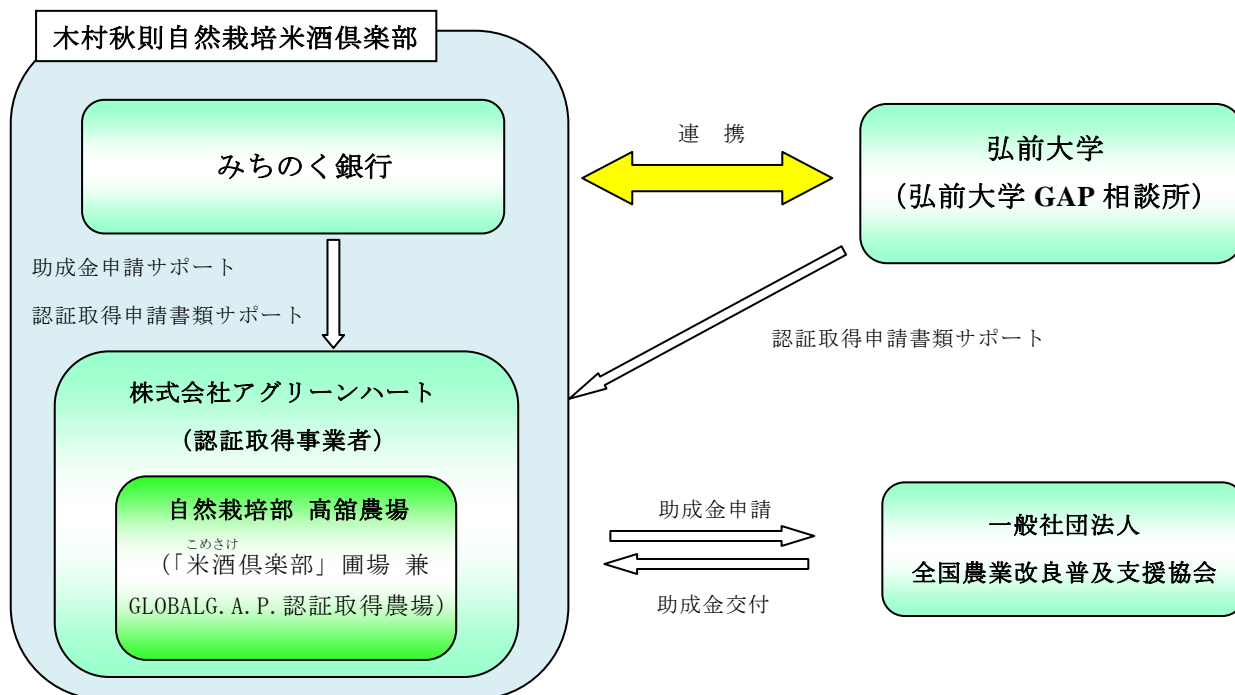 木村秋則自然栽培米酒倶楽部
みちのく銀行
連 携
弘前大学
(弘前大学 GAP 相談所)
助成金申請サポート
認証取得申請書類サポート
認証取得申請書類サポート
株式会社アグリーンハート
(認証取得事業者)
自然栽培部 高舘農場
こめさけ
(「米酒倶楽部」圃場 兼
GLOBALG.A.P.認証取得農場)
助成金申請
助成金交付
一般社団法人
全国農業改良普及支援協会